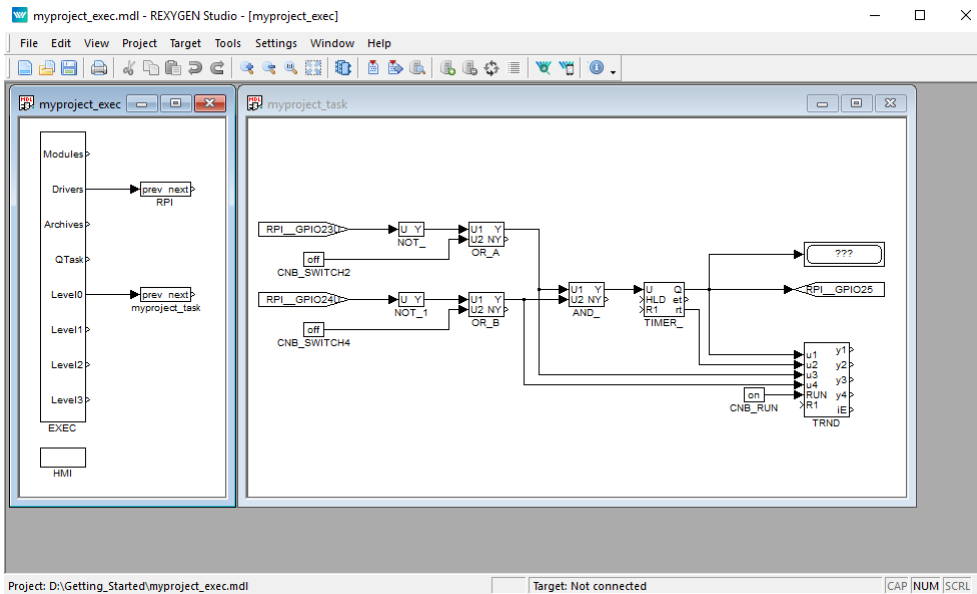 myproject_exec.mdl - REXYGEN Studio - [myproject_exec]
File Edit View Project Target Tools Settings Window Help
myproject_exec
Modules
Drivers
prev next
RPI
Archives
QTask
Level0
prev next
myproject_task
Level1
Level2
Level3
EXEC
HMI
myproject_task
RPI__GPIO23U
U Y
NOT_
U1 Y
U2 NY
OR_A
off
CNB_SWITCH2
RPI__GPIO24U
U Y
NOT_1
U1 Y
U2 NY
OR_B
off
CNB_SWITCH4
U1 Y
U2 NY
AND_
U Q
HLD et
R1 rt
TIMER_
???
RPI__GPIO25
u1 y1
u2 y2
u3 y3
u4 y4
RUN
R1 iE
TRND
on
CNB_RUN
Project: D:\Getting_Started\myproject_exec.mdl
Target: Not connected
CAP NUM SCRL